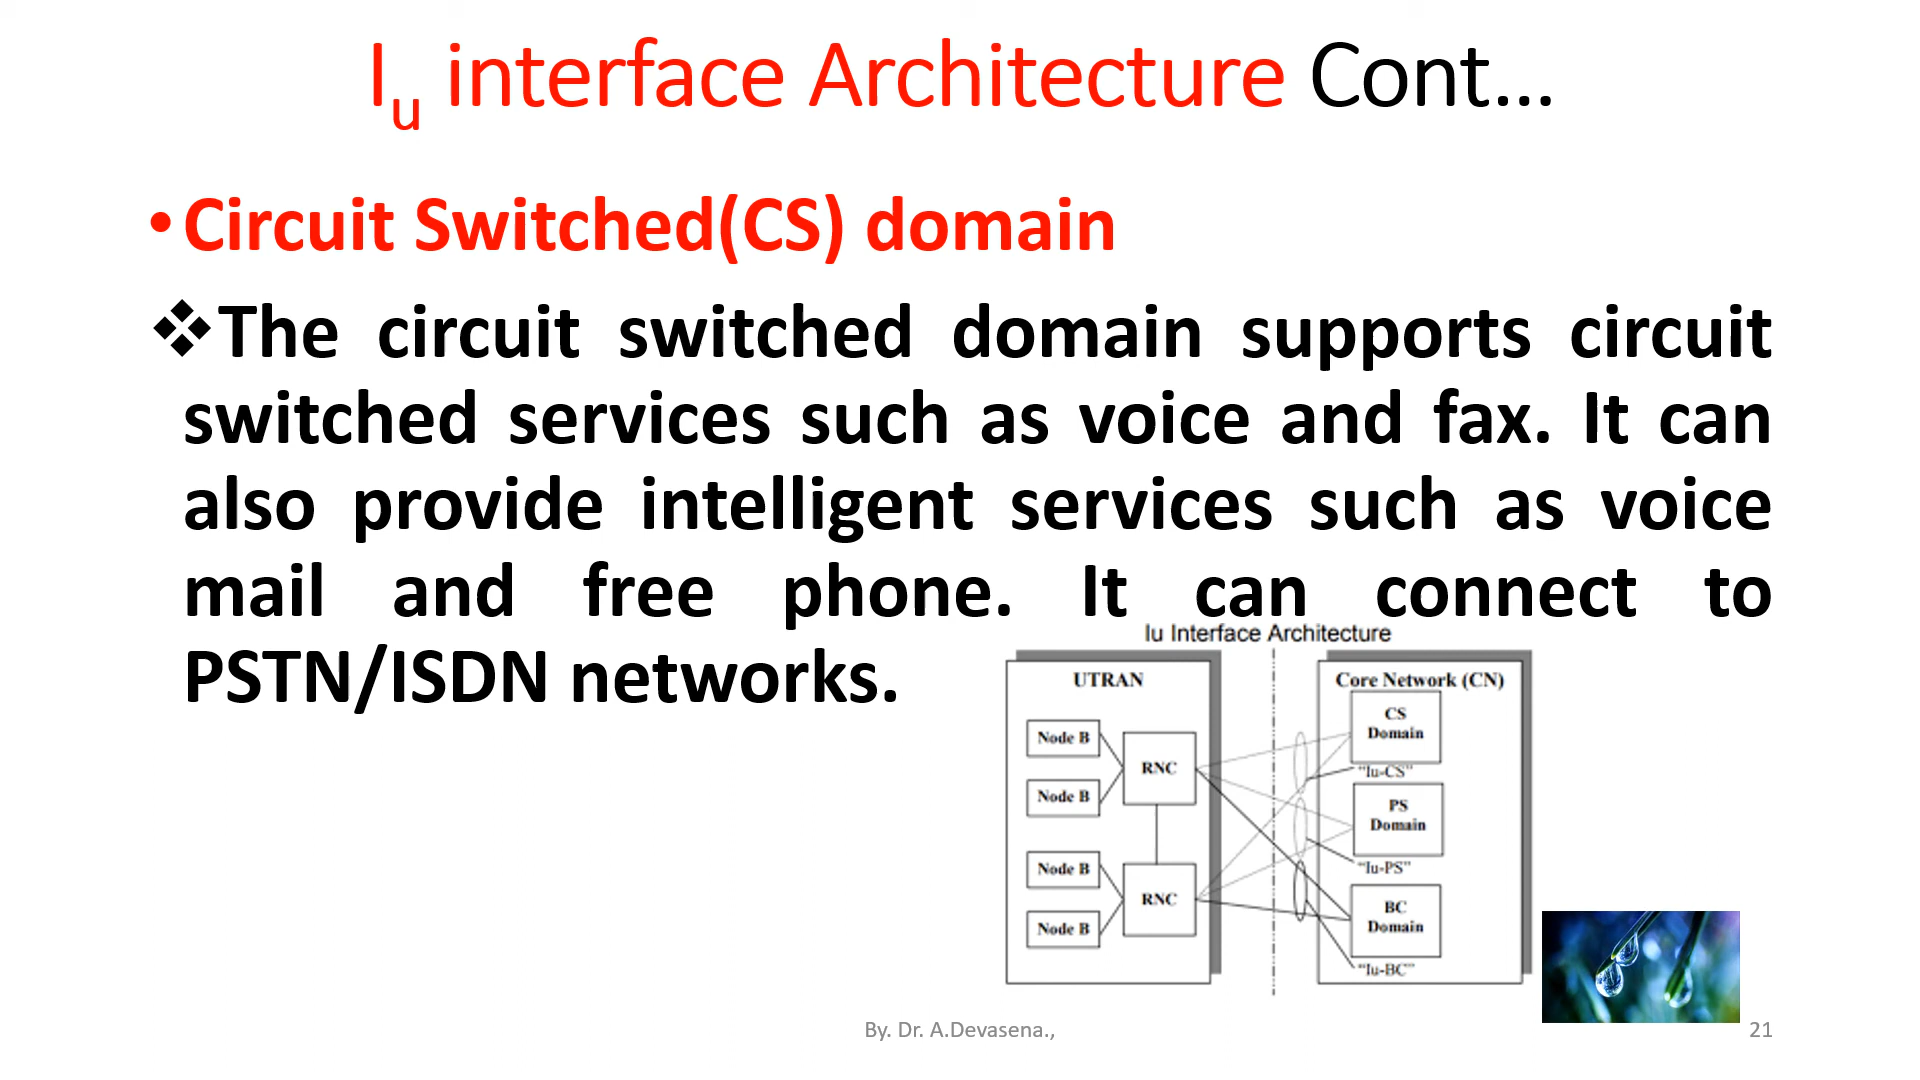 Iu interface Architecture Cont...
•Circuit Switched(CS) domain
❖The circuit switched domain supports circuit
switched services such as voice and fax. It can
also provide intelligent services such as voice
mail and free phone. It can connect to
PSTN/ISDN networks.
Iu Interface Architecture
UTRAN
Node B
Node B
RNC
Node B
Node B
RNC
Core Network (CN)
CS
Domain
"Iu-CS"
PS
Domain
"Iu-PS"
BC
Domain
"Iu-BC"
By. Dr. A.Devasena.,
21